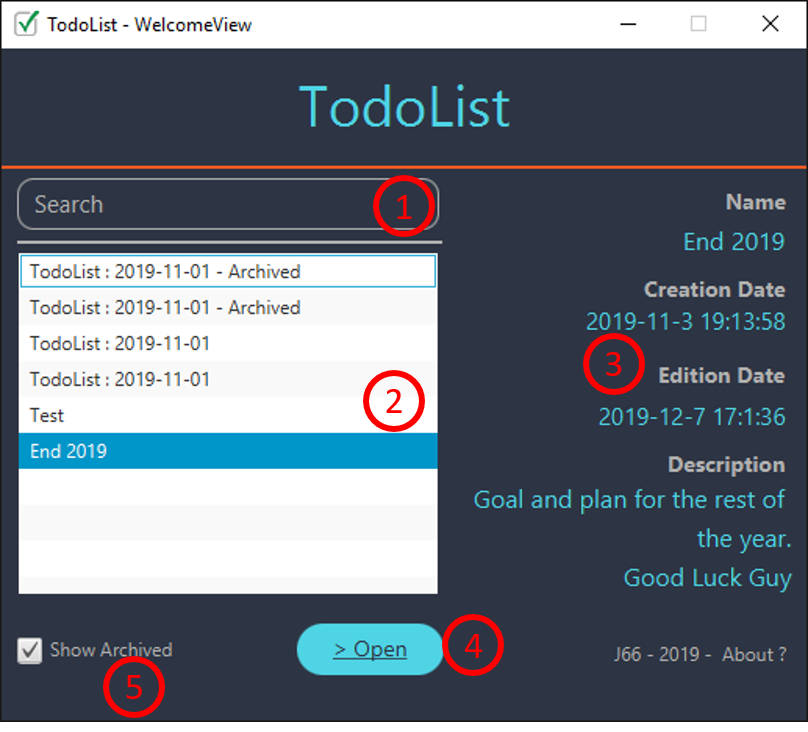 TodoList - WelcomeView
TodoList
Search
1
TodoList : 2019-11-01 - Archived
TodoList : 2019-11-01 - Archived
TodoList : 2019-11-01
TodoList : 2019-11-01
Test
End 2019
2
Name
End 2019
Creation Date
2019-11-3 19:13:58
3
Edition Date
2019-12-7 17:1:36
Description
Goal and plan for the rest of
the year.
Good Luck Guy
Show Archived
5
> Open
4
J66 - 2019 - About ?